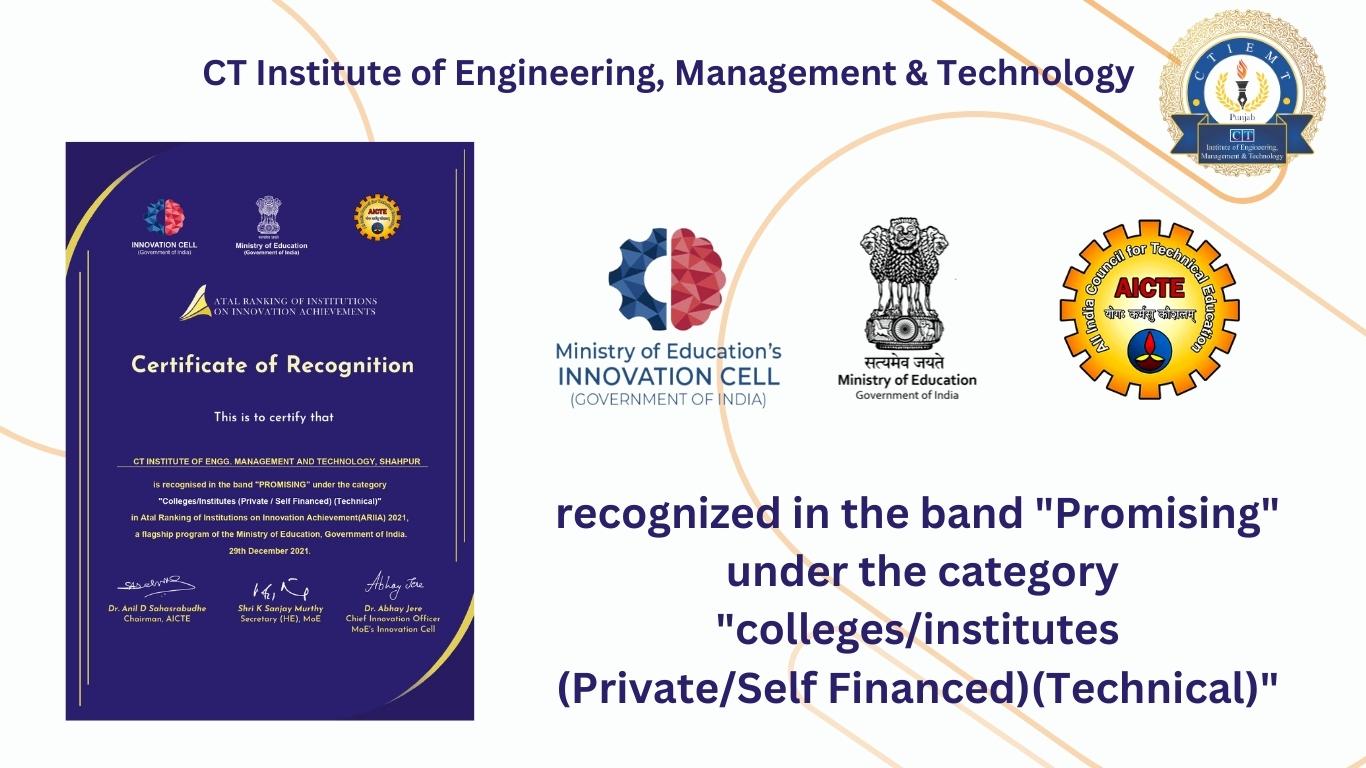 CT Institute of Engineering, Management & Technology
C T I E M T
Punjab
CT
Institute of Engineering,
Management & Technology
INNOVATION CELL
(Government of India)
Ministry of Education
(Government of India)
AICTE
ATAL RANKING OF INSTITUTIONS
ON INNOVATION ACHIEVEMENTS
Certificate of Recognition
This is to certify that
CT INSTITUTE OF ENGG. MANAGEMENT AND TECHNOLOGY, SHAHPUR
is recognised in the band "PROMISING" under the category
"Colleges/Institutes (Private / Self Financed) (Technical)"
in Atal Ranking of Institutions on Innovation Achievement(ARIIA) 2021,
a flagship program of the Ministry of Education, Government of India.
29th December 2021.
Abhay Jere
Dr. Anil D Sahasrabudhe
Chairman, AICTE
Shri K Sanjay Murthy
Secretary (HE), MoE
Dr. Abhay Jere
Chief Innovation Officer
MoE's Innovation Cell
Ministry of Education's
INNOVATION CELL
(GOVERNMENT OF INDIA)
सत्यमेव जयते
Ministry of Education
Government of India
All India Council for Technical Education
AICTE
योगः कर्मसु कौशलम्
recognized in the band "Promising"
under the category
"colleges/institutes
(Private/Self Financed)(Technical)"